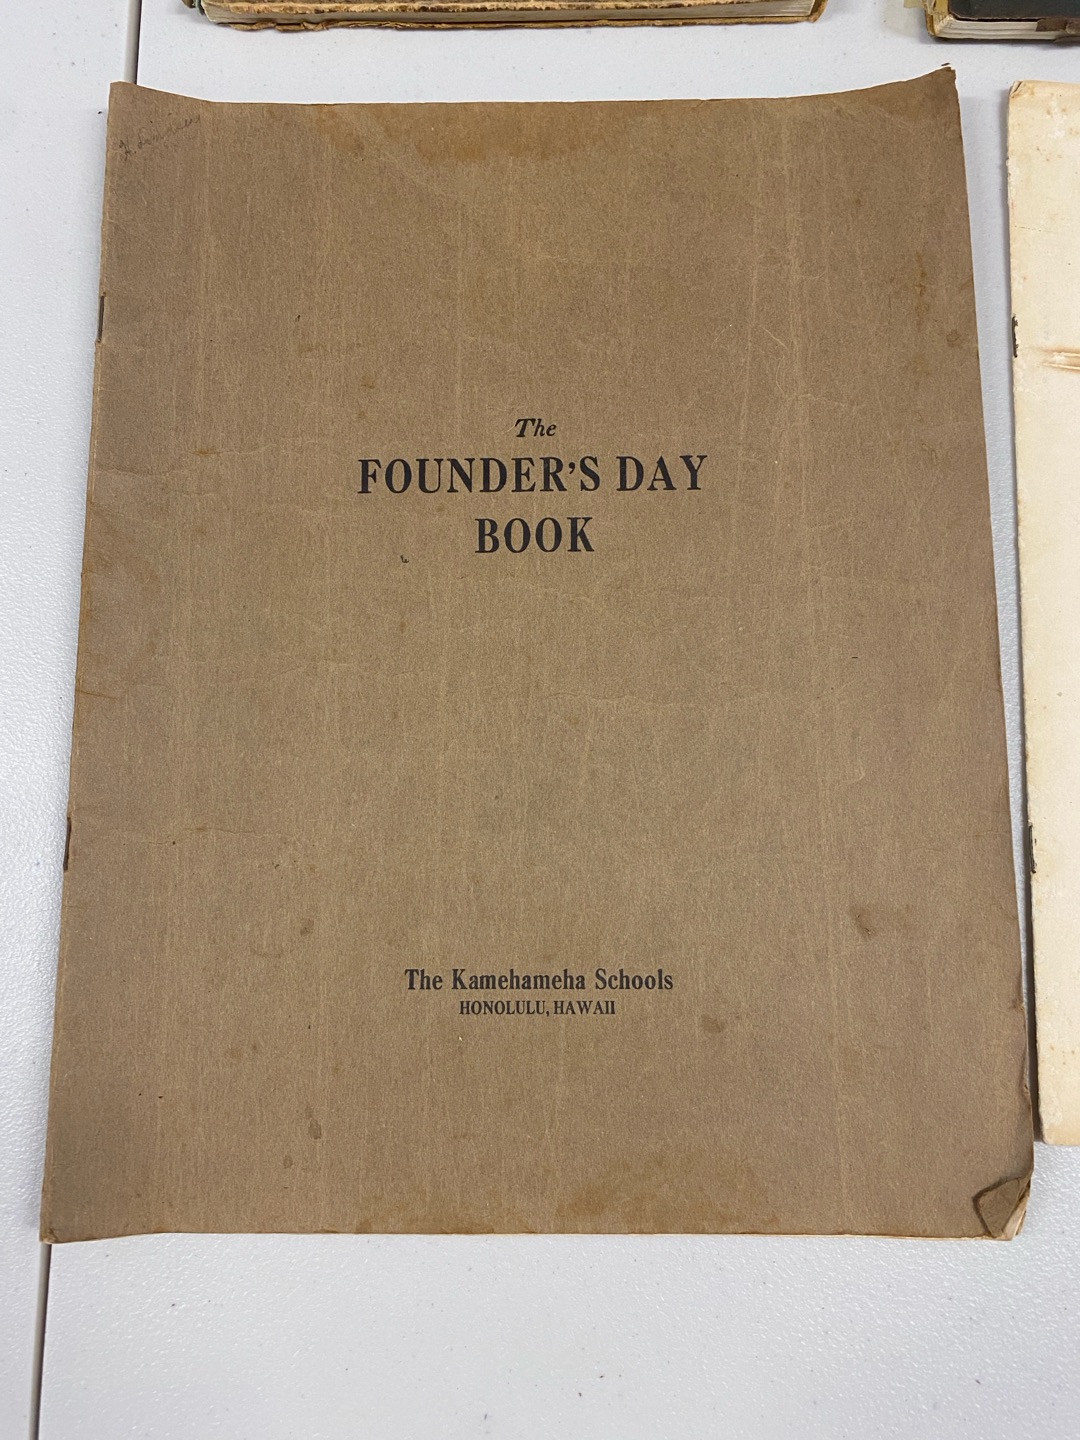 The
FOUNDER'S DAY
BOOK
The Kamehameha Schools
HONOLULU, HAWAII